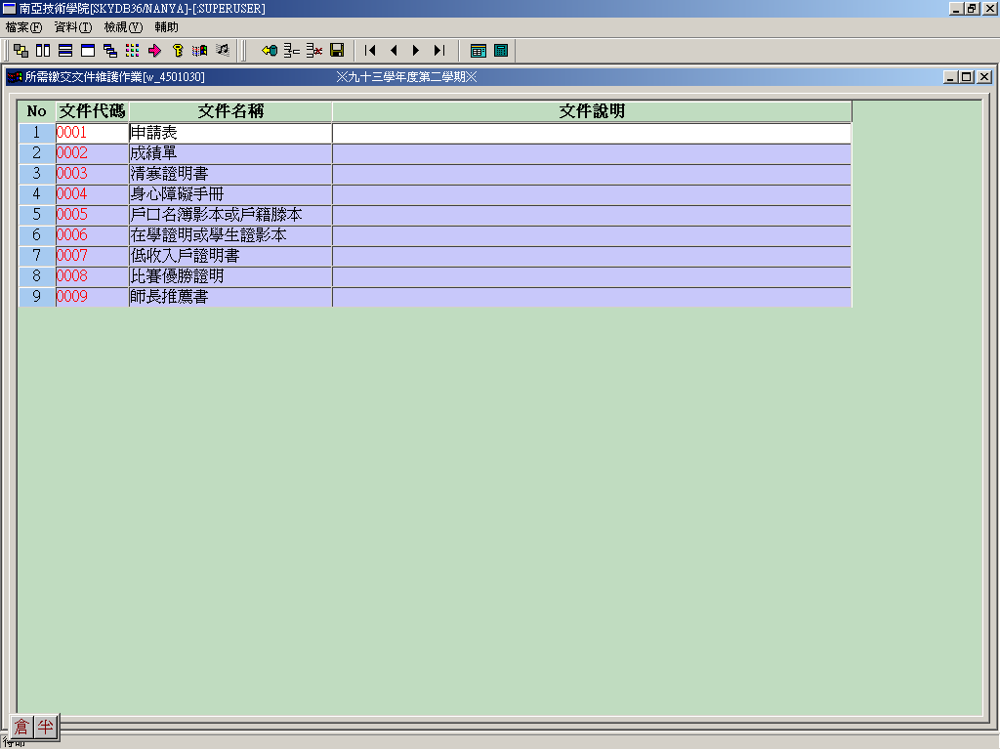 南亞技術學院[SKYDB36/NANYA]-[:SUPERUSER]
檔案(F) 資料(I) 檢視(V) 輔助
所需繳交文件維護作業[w_4501030] ×九十三學年度第二學期×
No 文件代碼 文件名稱 文件說明
1 0001 申請表
2 0002 成績單
3 0003 清寒證明書
4 0004 身心障礙手冊
5 0005 戶口名簿影本或戶籍謄本
6 0006 在學證明或學生證影本
7 0007 低收入戶證明書
8 0008 比賽優勝證明
9 0009 師長推薦書
倉 半
待命